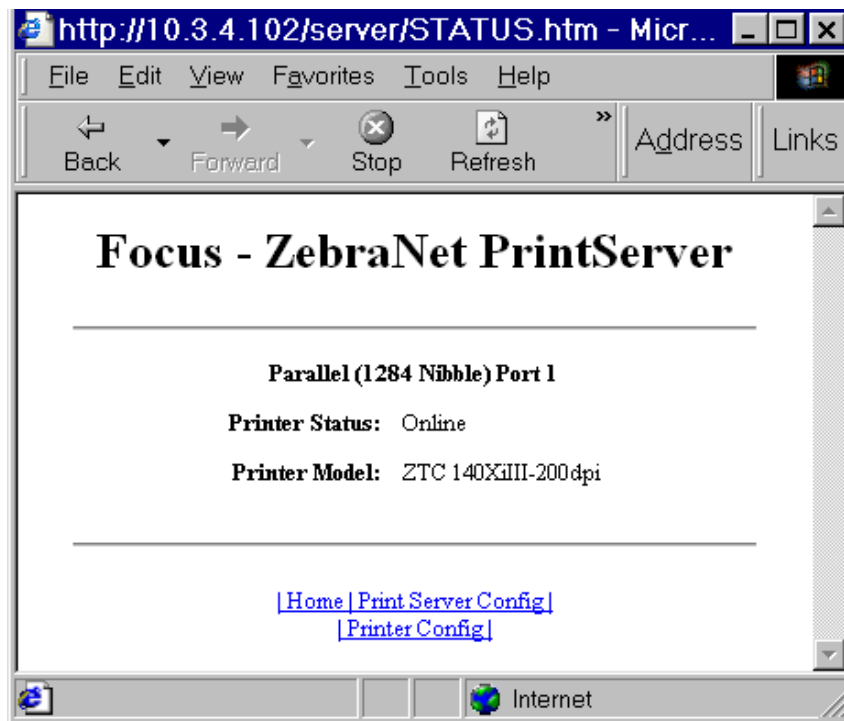 http://10.3.4.102/server/STATUS.htm - Micr...
File Edit View Favorites Tools Help
Back Forward Stop Refresh » Address Links
Focus - ZebraNet PrintServer
Parallel (1284 Nibble) Port 1
Printer Status: Online
Printer Model: ZTC 140XiIII-200dpi
| Home | Print Server Config |
| Printer Config |
Internet